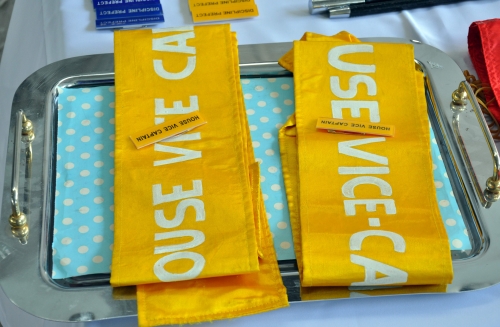 DISCIPLINE PREFECT
DISCIPLINE PREFECT
OUSE VICE CA
HOUSE VICE CAPTAIN
USE VICE-CA
HOUSE VICE CAPTAIN